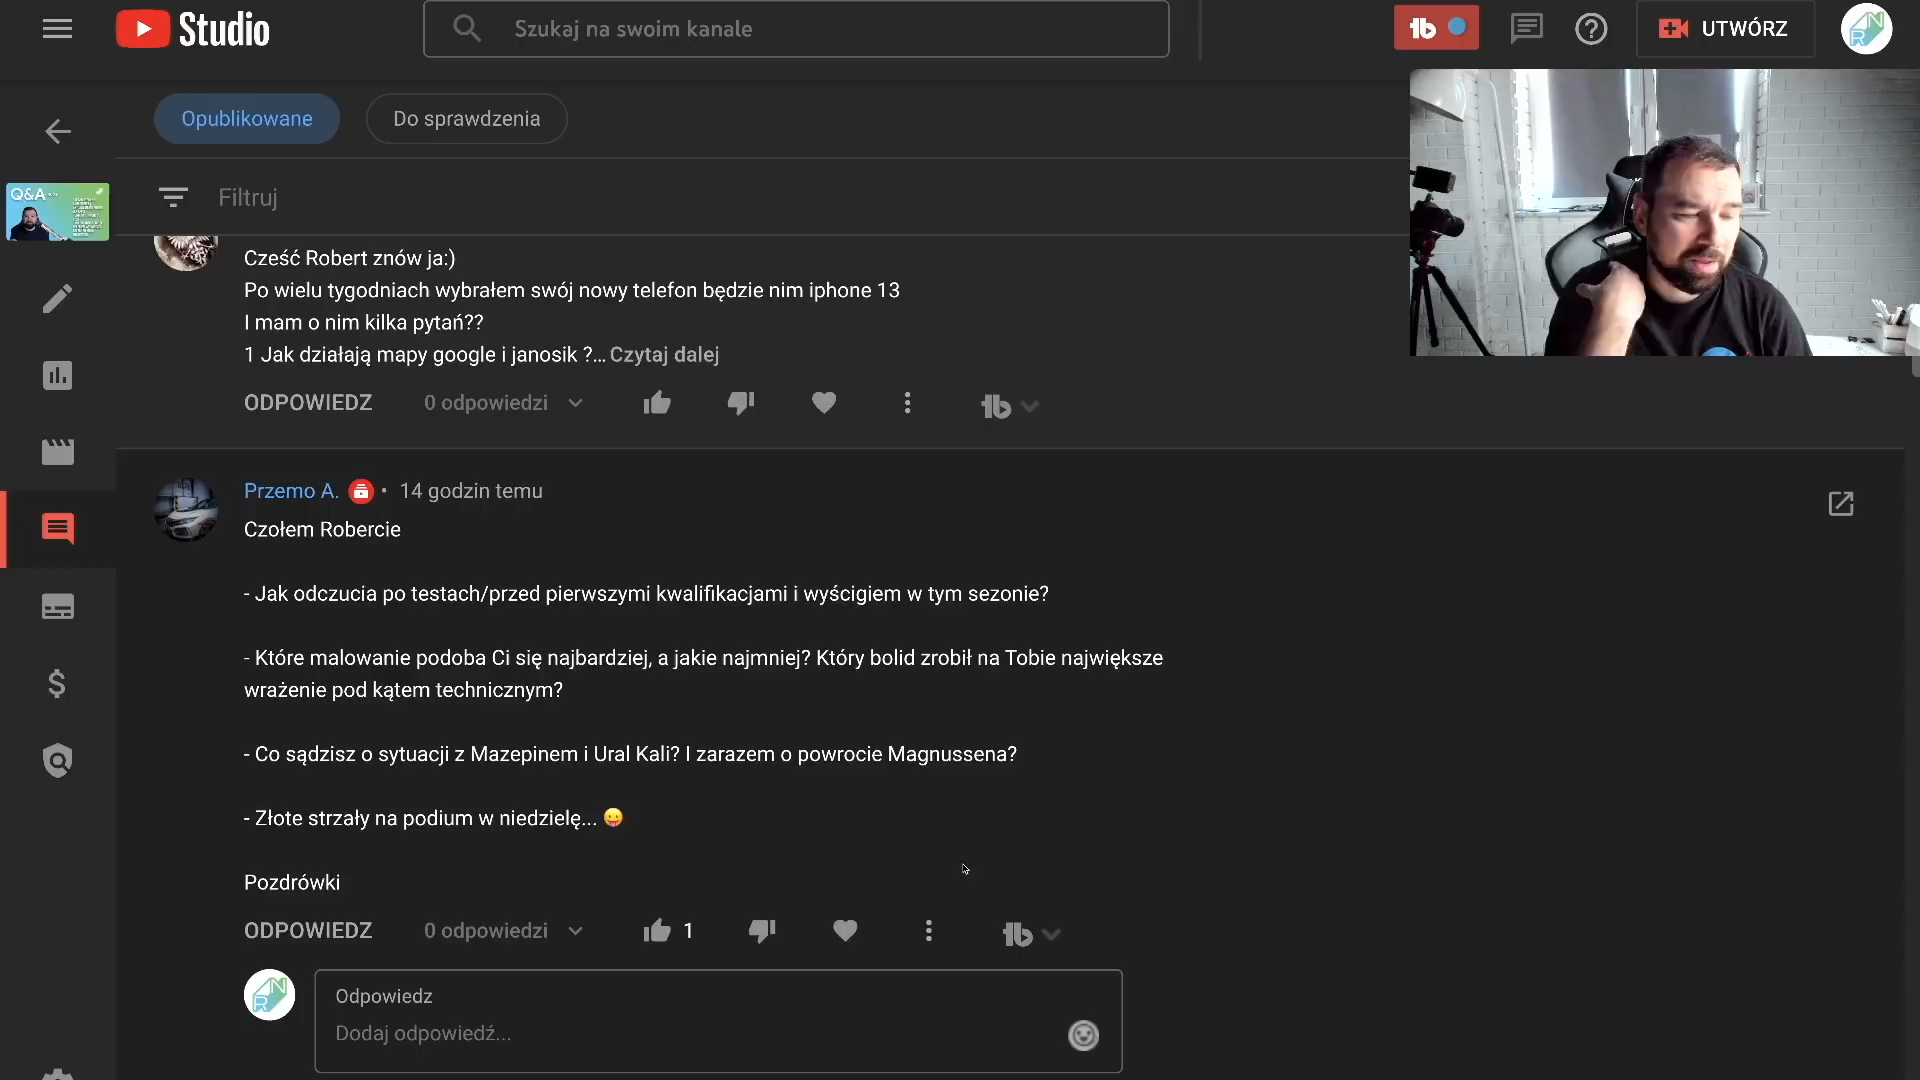 Studio
Szukaj na swoim kanale
UTWÓRZ
Opublikowane
Do sprawdzenia
Q&A
Filtruj
Cześć Robert znów ja:)
Po wielu tygodniach wybrałem swój nowy telefon będzie nim iphone 13
I mam o nim kilka pytań??
1 Jak działają mapy google i janosik ?... Czytaj dalej
ODPOWIEDZ 0 odpowiedzi
Przemo A. • 14 godzin temu
Czołem Robercie
- Jak odczucia po testach/przed pierwszymi kwalifikacjami i wyścigiem w tym sezonie?
- Które malowanie podoba Ci się najbardziej, a jakie najmniej? Który bolid zrobił na Tobie największe
wrażenie pod kątem technicznym?
- Co sądzisz o sytuacji z Mazepinem i Ural Kali? I zarazem o powrocie Magnussena?
- Złote strzały na podium w niedzielę... 😛
Pozdrówki
ODPOWIEDZ 0 odpowiedzi 1
Odpowiedz
Dodaj odpowiedź...